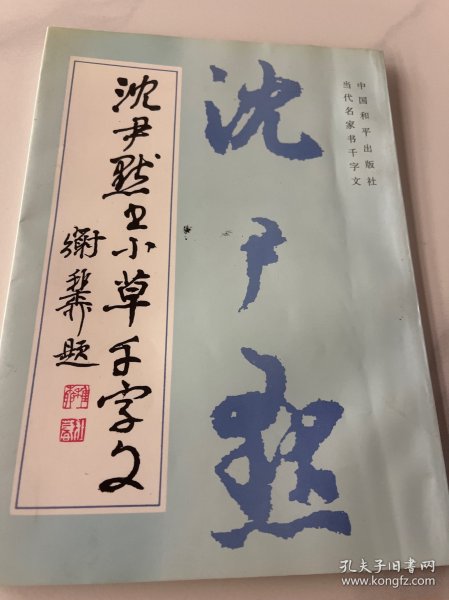 中国和平出版社
当代名家书千字文
沈尹默
沈尹默书小草千字文
谢稚柳题
孔夫子旧书网
www.kongfz.com